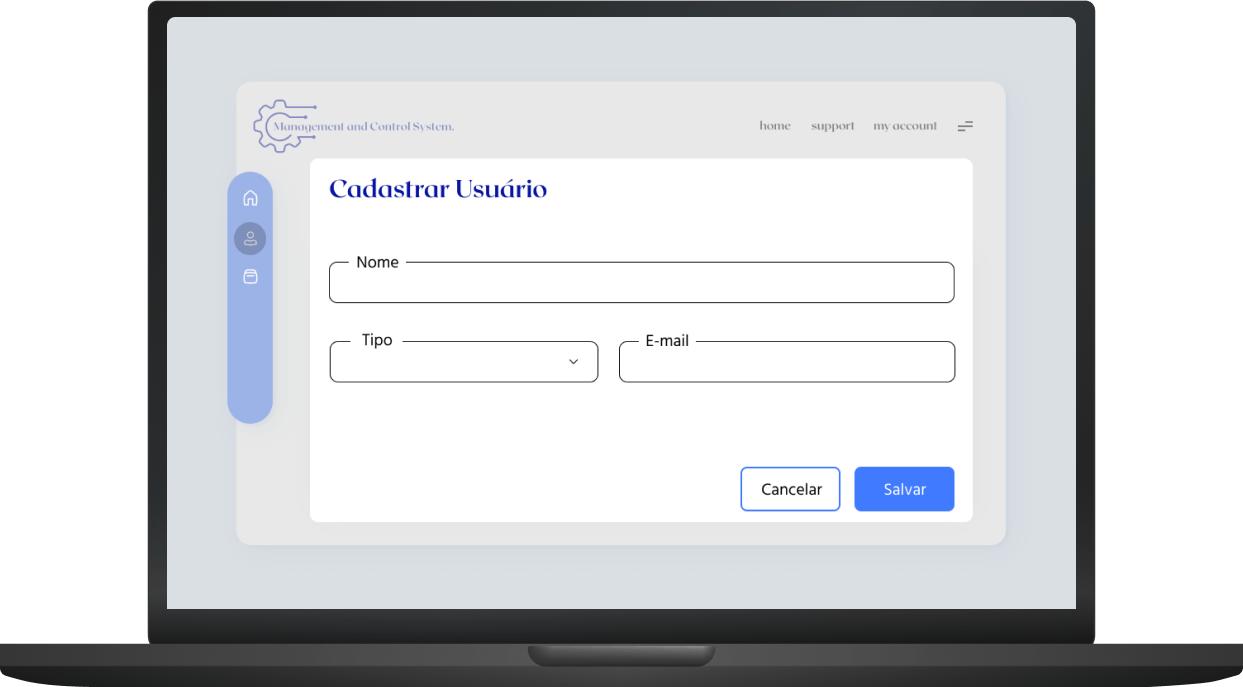 Management and Control System.
home support my account
Cadastrar Usuário
Nome
Tipo E-mail
Cancelar Salvar